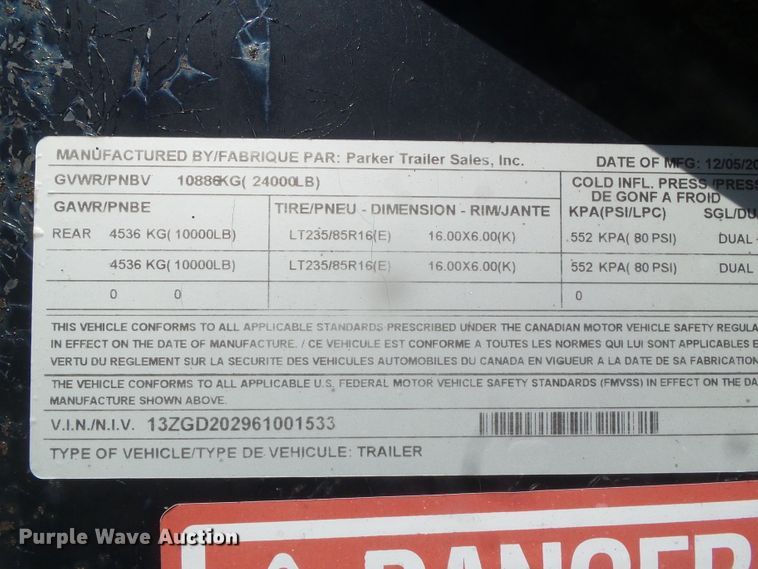 MANUFACTURED BY/FABRIQUE PAR: Parker Trailer Sales, Inc. DATE OF MFG: 12/05/20
GVWR/PNBV 10886KG( 24000LB) COLD INFL. PRESS /PRESS
DE GONF A FROID
GAWR/PNBE TIRE/PNEU - DIMENSION - RIM/JANTE KPA(PSI/LPC) SGL/DU
REAR 4536 KG( 10000LB) LT235/85R16(E) 16.00X6.00(K) 552 KPA( 80 PSI) DUAL
4536 KG( 10000LB) LT235/85R16(E) 16.00X6.00(K) 552 KPA( 80 PSI) DUAL
0 0 0
THIS VEHICLE CONFORMS TO ALL APPLICABLE STANDARDS PRESCRIBED UNDER THE CANADIAN MOTOR VEHICLE SAFETY REGULA
IN EFFECT ON THE DATE OF MANUFACTURE. / CE VEHICULE EST CONFORME A TOUTES LES NORMES QUI LUI SONT APPLICABLES E
VERTU DU REGLEMENT SUR LA SECURITE DES VEHICULES AUTOMOBILES DU CANADA EN VIGUEUR A LA DATE DE SA FABRICATION
THE VEHICLE CONFORMS TO ALL APPLICABLE U.S. FEDERAL MOTOR VEHICLE SAFETY STANDARDS (FMVSS) IN EFFECT ON THE DA
MANUFACTURE SHOWN ABOVE.
V.I.N./N.I.V. 13ZGD202961001533
TYPE OF VEHICLE/TYPE DE VEHICULE: TRAILER
DANGER
Purple Wave Auction